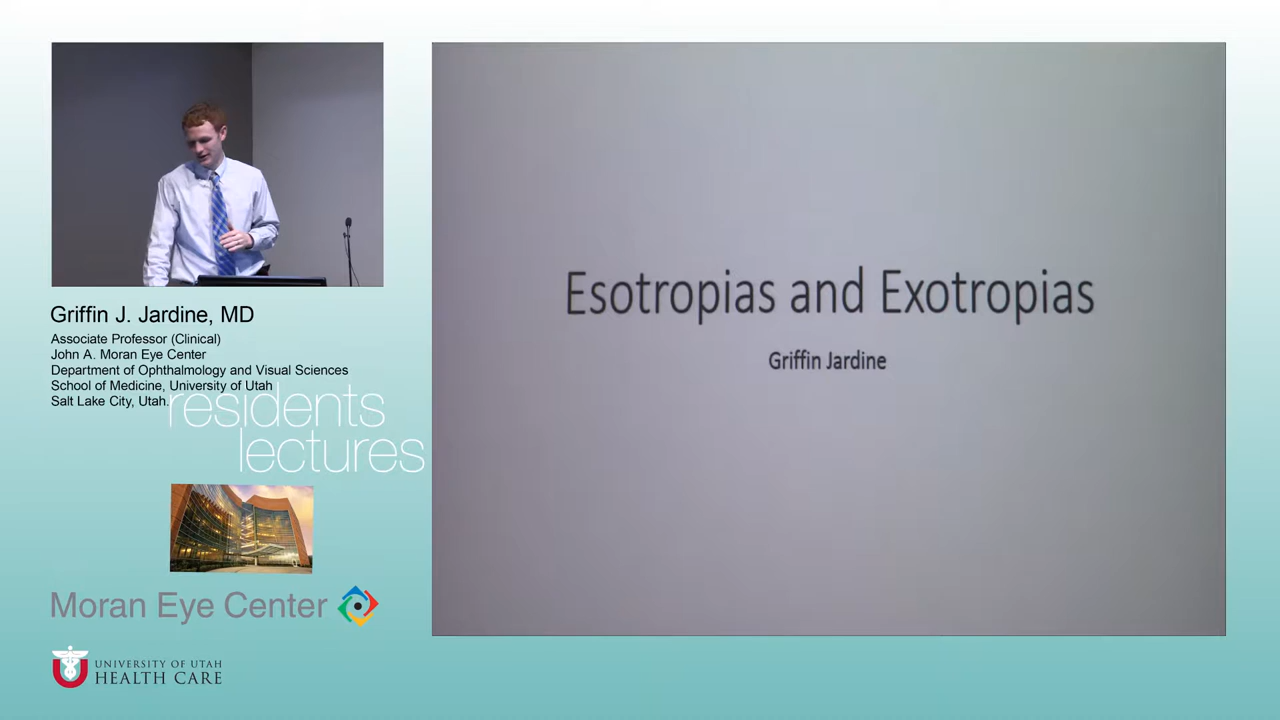 Griffin J. Jardine, MD
Associate Professor (Clinical)
John A. Moran Eye Center
Department of Ophthalmology and Visual Sciences
School of Medicine, University of Utah
Salt Lake City, Utah.
residents
lectures
Moran Eye Center
UNIVERSITY OF UTAH
HEALTH CARE
Esotropias and Exotropias
Griffin Jardine